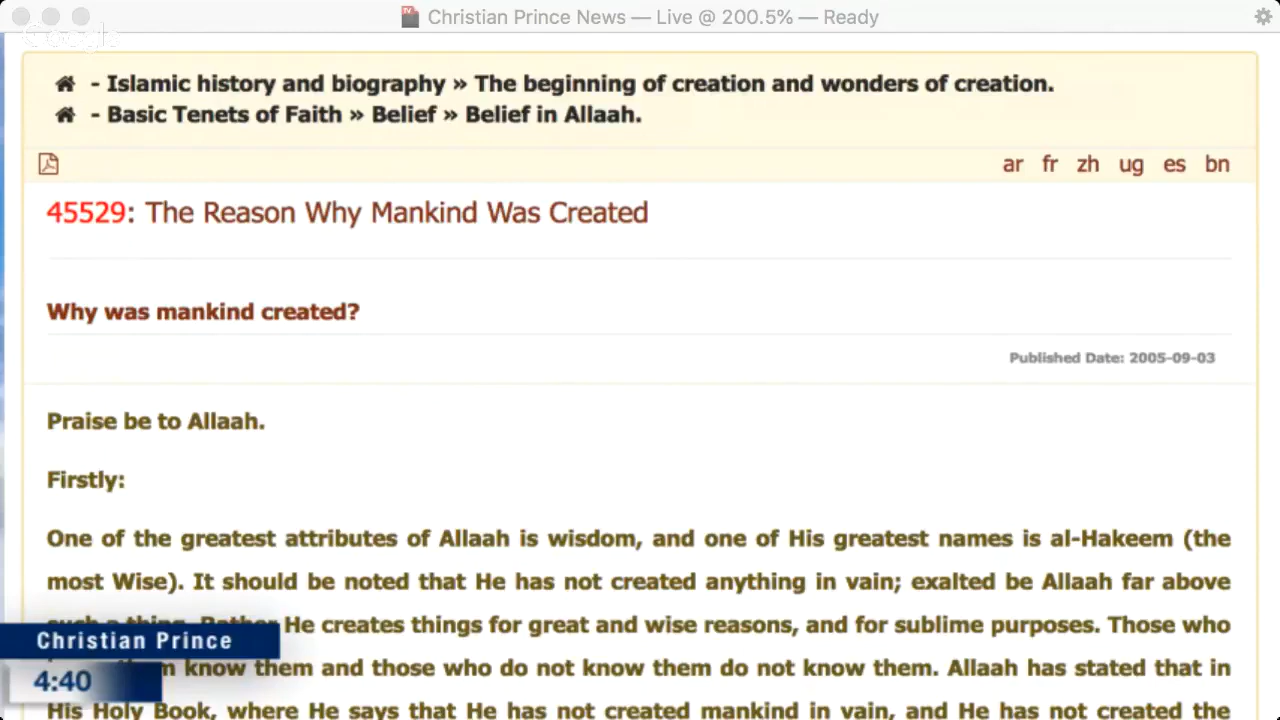 Christian Prince News — Live @ 200.5% — Ready
Google
- Islamic history and biography » The beginning of creation and wonders of creation.
- Basic Tenets of Faith » Belief » Belief in Allaah.
ar fr zh ug es bn
45529: The Reason Why Mankind Was Created
Why was mankind created?
Published Date: 2005-09-03
Praise be to Allaah.
Firstly:
One of the greatest attributes of Allaah is wisdom, and one of His greatest names is al-Hakeem (the
most Wise). It should be noted that He has not created anything in vain; exalted be Allaah far above
such a thing. Rather He creates things for great and wise reasons, and for sublime purposes. Those who
know them and those who do not know them do not know them. Allaah has stated that in
His Holy Book, where He says that He has not created mankind in vain, and He has not created the
Christian Prince
4:40